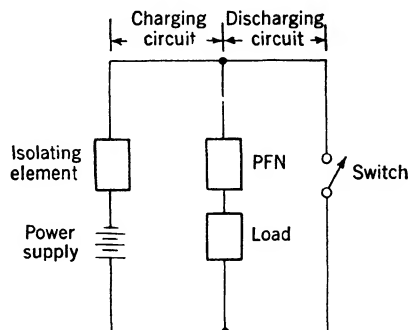 Charging
circuit
Discharging
circuit
Isolating
element
PFN
Switch
Power
supply
Load